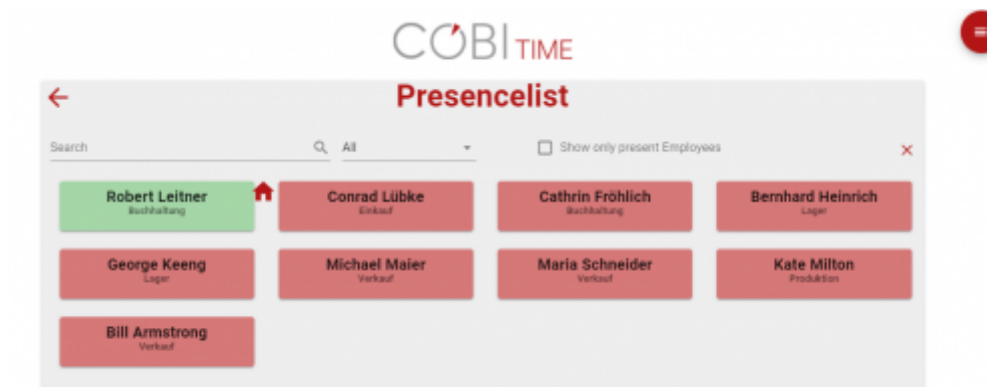 COBI TIME
Presencelist
Search All Show only present Employees
Robert Leitner Conrad Lübke Cathrin Fröhlich Bernhard Heinrich
Buchhaltung Einkauf Buchhaltung Lager
George Keeng Michael Maier Maria Schneider Kate Milton
Lager Verkauf Verkauf Produktion
Bill Armstrong
Verkauf